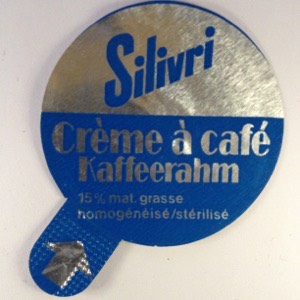 Silivri
Crème à café
Kaffeerahm
15% mat. grasse
homogénéisé/stérilisé